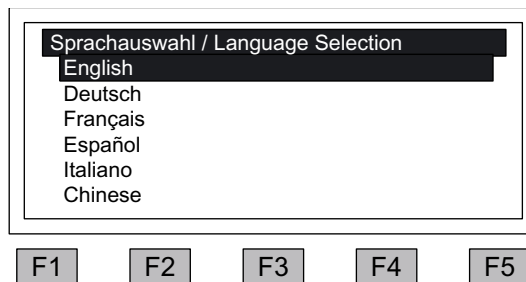 Sprachauswahl / Language Selection
English
Deutsch
Français
Español
Italiano
Chinese
F1 F2 F3 F4 F5